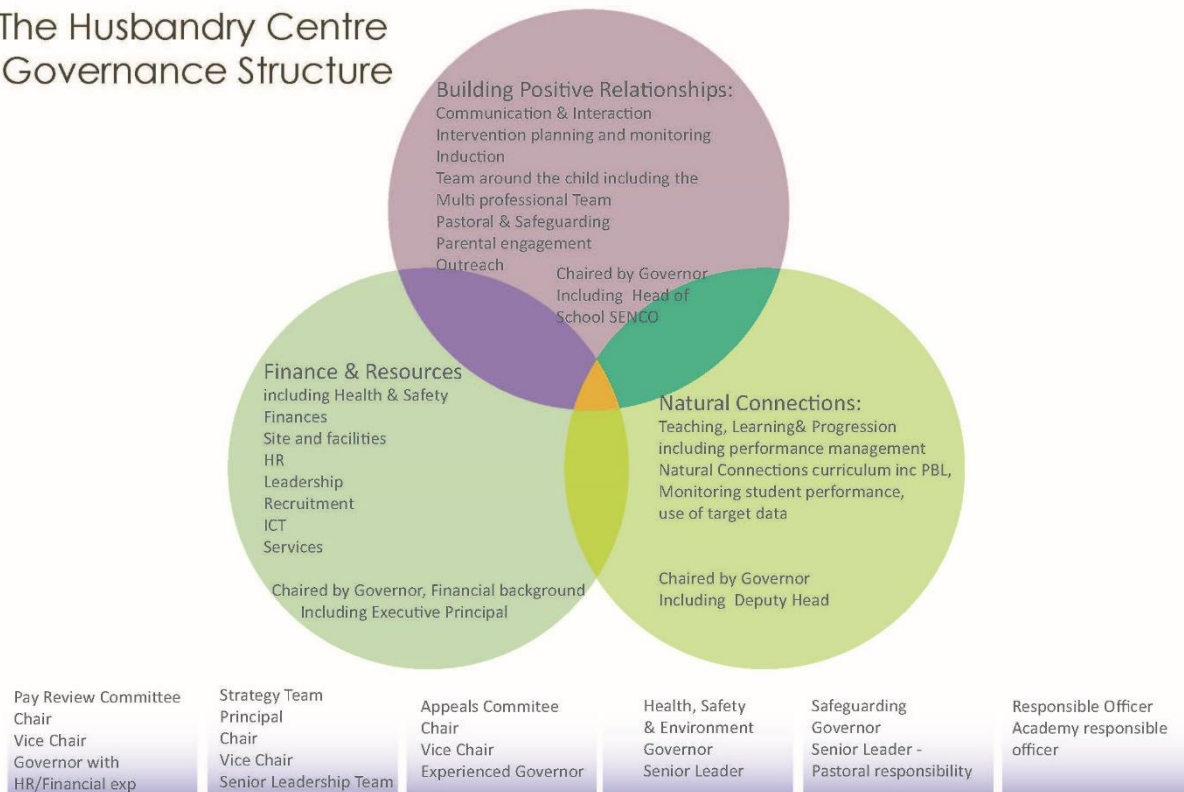 The Husbandry Centre
Governance Structure
Building Positive Relationships:
Communication & Interaction
Intervention planning and monitoring
Induction
Team around the child including the
Multi professional Team
Pastoral & Safeguarding
Parental engagement
Outreach
Chaired by Governor
Including Head of
School SENCO
Finance & Resources
including Health & Safety
Finances
Site and facilities
HR
Leadership
Recruitment
ICT
Services
Chaired by Governor, Financial background
Including Executive Principal
Natural Connections:
Teaching, Learning& Progression
including performance management
Natural Connections curriculum inc PBL,
Monitoring student performance,
use of target data
Chaired by Governor
Including Deputy Head
Pay Review Committee
Chair
Vice Chair
Governor with
HR/Financial exp
Strategy Team
Principal
Chair
Vice Chair
Senior Leadership Team
Appeals Commitee
Chair
Vice Chair
Experienced Governor
Health, Safety
& Environment
Governor
Senior Leader
Safeguarding
Governor
Senior Leader -
Pastoral responsibility
Responsible Officer
Academy responsible
officer